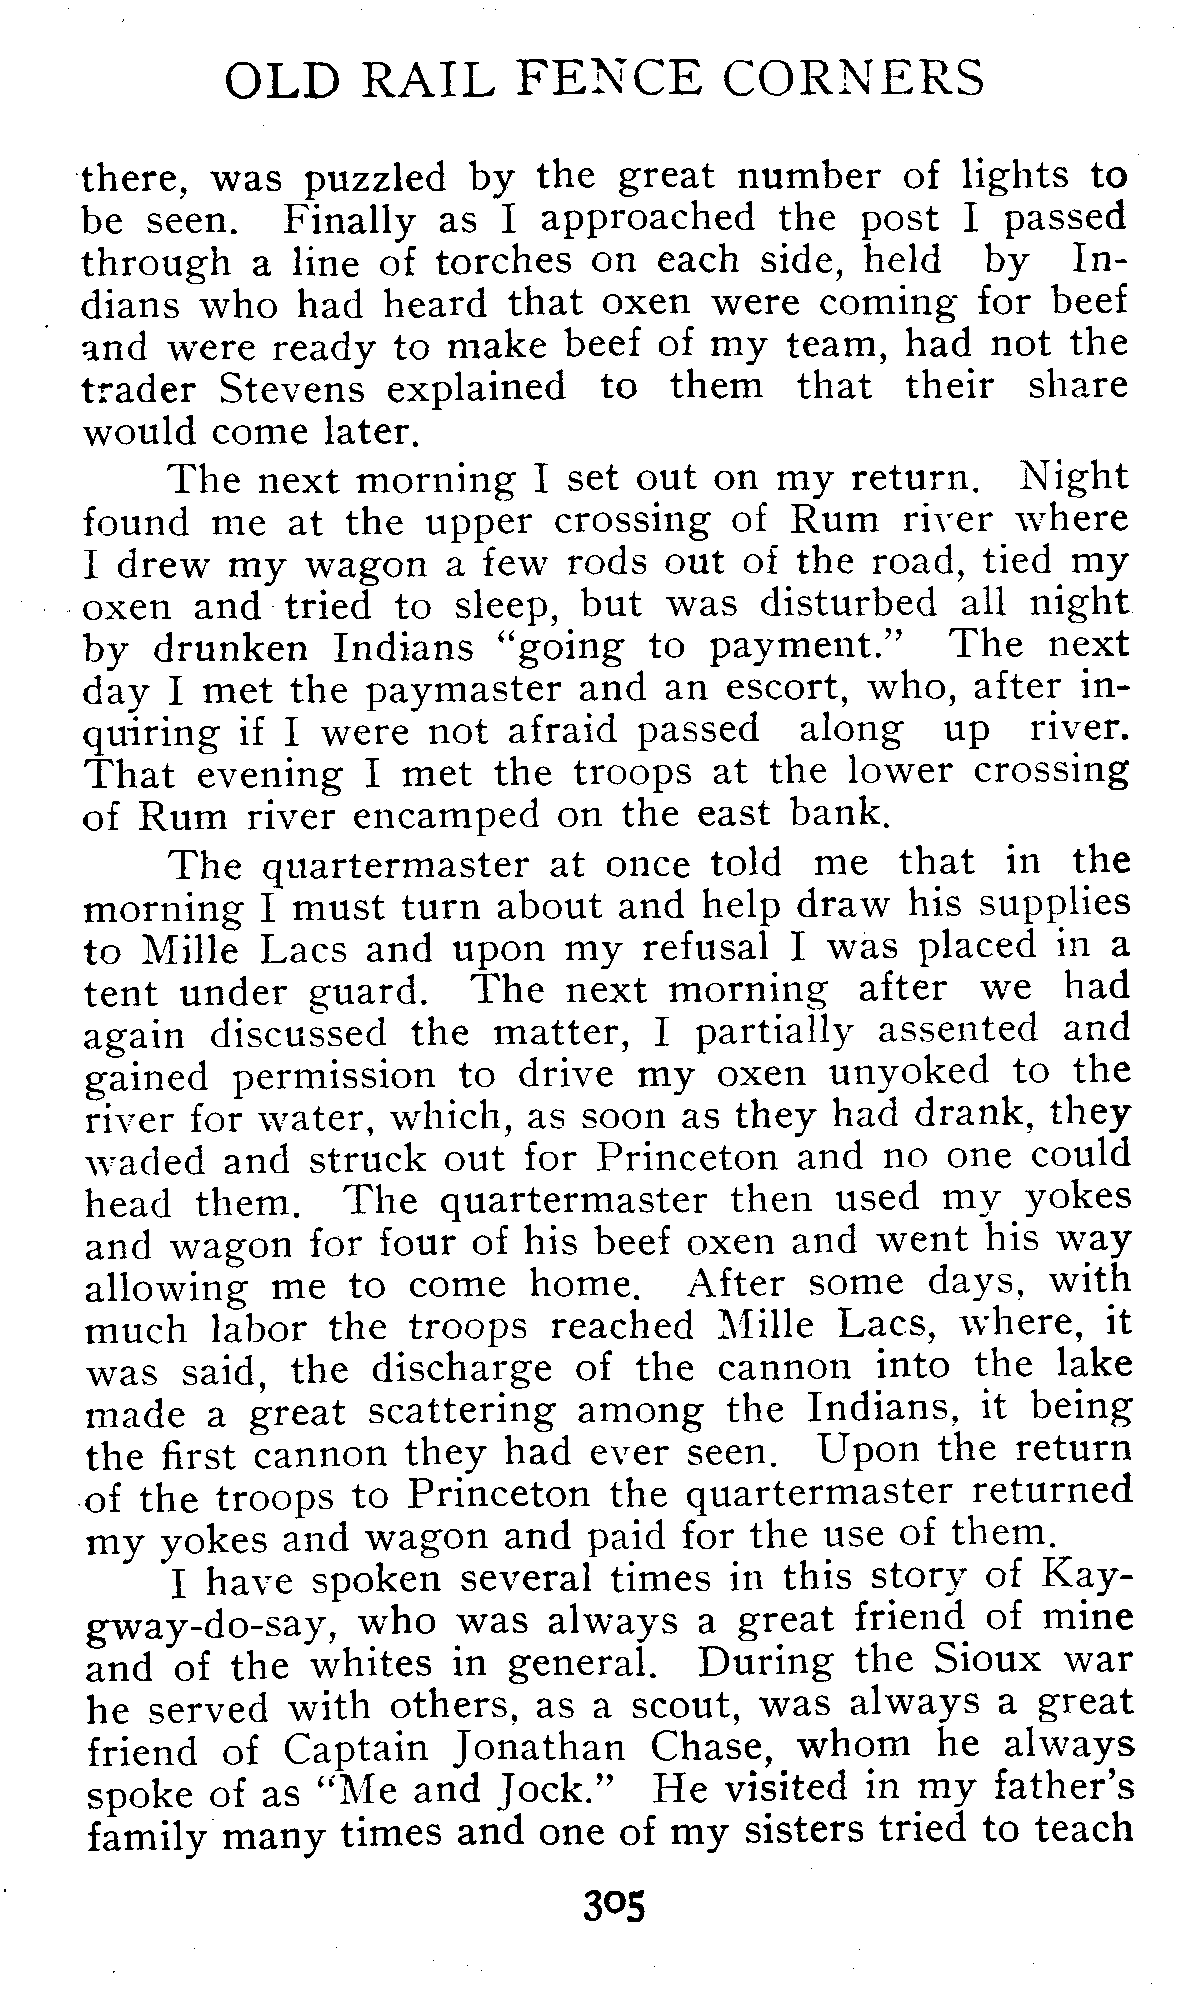 OLD RAIL FENCE CORNERS
there, was puzzled by the great number of lights to
be seen. Finally as I approached the post I passed
through a line of torches on each side, held by In-
dians who had heard that oxen were coming for beef
and were ready to make beef of my team, had not the
trader Stevens explained to them that their share
would come later.
The next morning I set out on my return. Night
found me at the upper crossing of Rum river where
I drew my wagon a few rods out of the road, tied my
oxen and tried to sleep, but was disturbed all night
by drunken Indians "going to payment." The next
day I met the paymaster and an escort, who, after in-
quiring if I were not afraid passed along up river.
That evening I met the troops at the lower crossing
of Rum river encamped on the east bank.
The quartermaster at once told me that in the
morning I must turn about and help draw his supplies
to Mille Lacs and upon my refusal I was placed in a
tent under guard. The next morning after we had
again discussed the matter, I partially assented and
gained permission to drive my oxen unyoked to the
river for water, which, as soon as they had drank, they
waded and struck out for Princeton and no one could
head them. The quartermaster then used my yokes
and wagon for four of his beef oxen and went his way
allowing me to come home. After some days, with
much labor the troops reached Mille Lacs, where, it
was said, the discharge of the cannon into the lake
made a great scattering among the Indians, it being
the first cannon they had ever seen. Upon the return
of the troops to Princeton the quartermaster returned
my yokes and wagon and paid for the use of them.
I have spoken several times in this story of Kay-
gway-do-say, who was always a great friend of mine
and of the whites in general. During the Sioux war
he served with others, as a scout, was always a great
friend of Captain Jonathan Chase, whom he always
spoke of as "Me and Jock." He visited in my father's
family many times and one of my sisters tried to teach
305